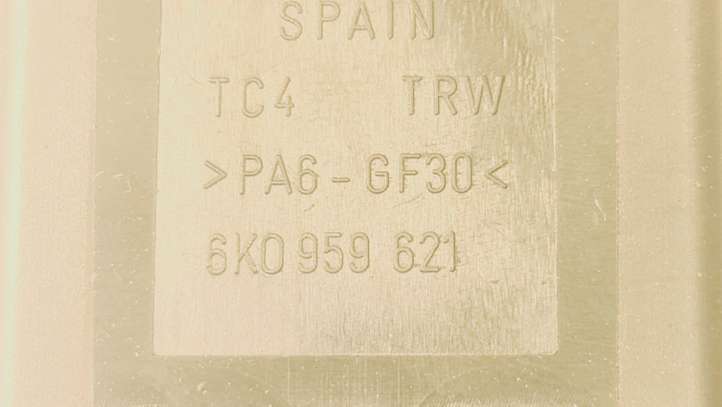 SPAIN
TC4 TRW
>PA6-GF30<
6K0 959 621